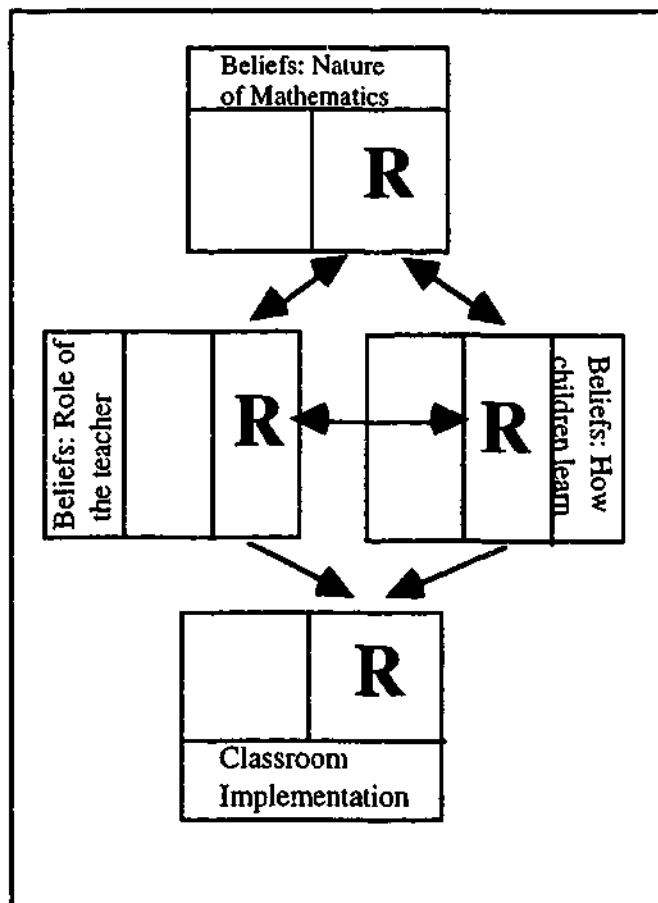 Beliefs: Nature
of Mathematics
R
Beliefs: Role of
the teacher
R
R
Beliefs: How
children learn
R
Classroom
Implementation